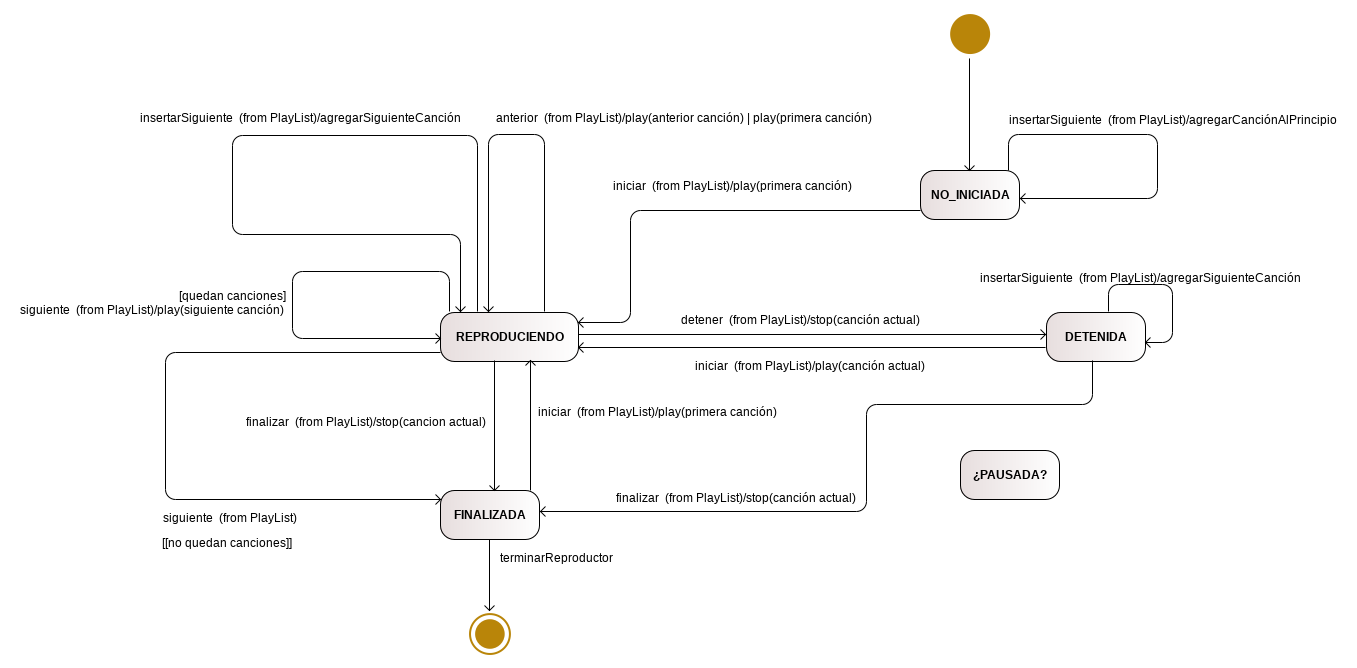 insertarSiguiente (from PlayList)/agregarSiguienteCanción
anterior (from PlayList)/play(anterior canción) | play(primera canción)
insertarSiguiente (from PlayList)/agregarCanciónAlPrincipio
iniciar (from PlayList)/play(primera canción)
NO_INICIADA
insertarSiguiente (from PlayList)/agregarSiguienteCanción
[quedan canciones]
siguiente (from PlayList)/play(siguiente canción)
detener (from PlayList)/stop(canción actual)
REPRODUCIENDO
DETENIDA
iniciar (from PlayList)/play(canción actual)
iniciar (from PlayList)/play(primera canción)
finalizar (from PlayList)/stop(cancion actual)
¿PAUSADA?
finalizar (from PlayList)/stop(canción actual)
FINALIZADA
siguiente (from PlayList)
[[no quedan canciones]]
terminarReproductor